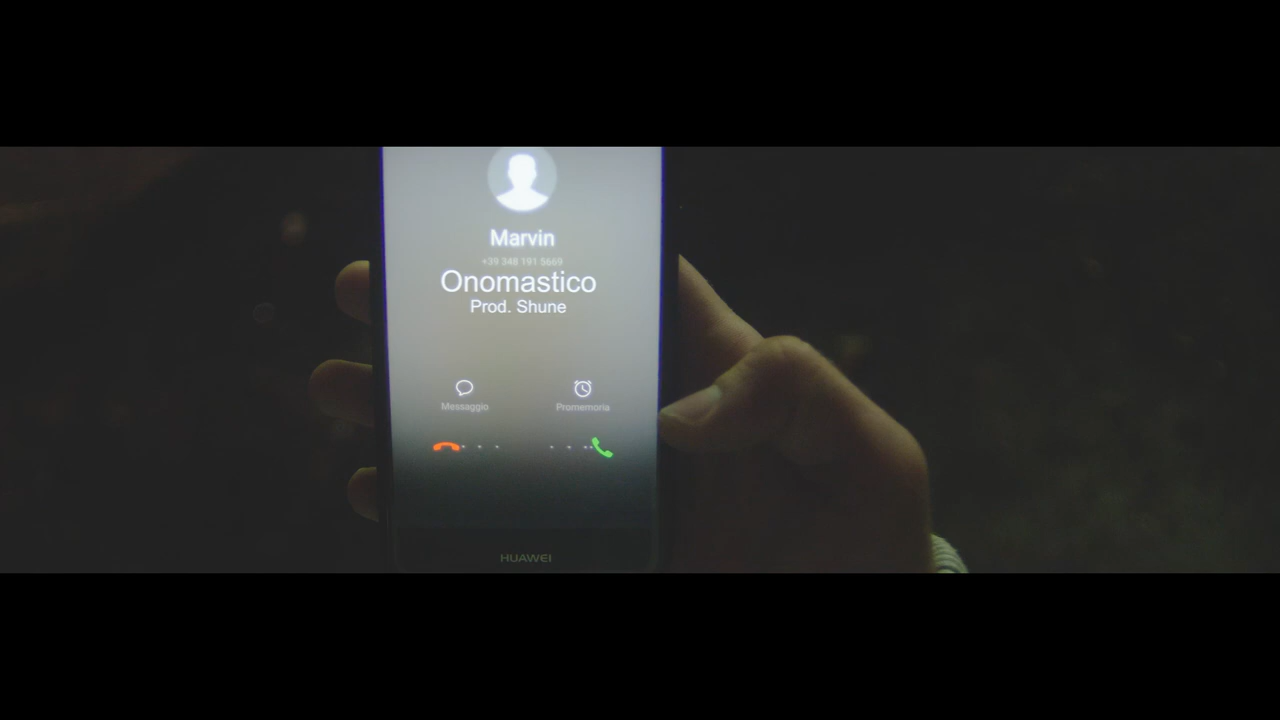 Marvin
+39 348 191 5669
Onomastico
Prod. Shune
Messaggio
Promemoria
HUAWEI